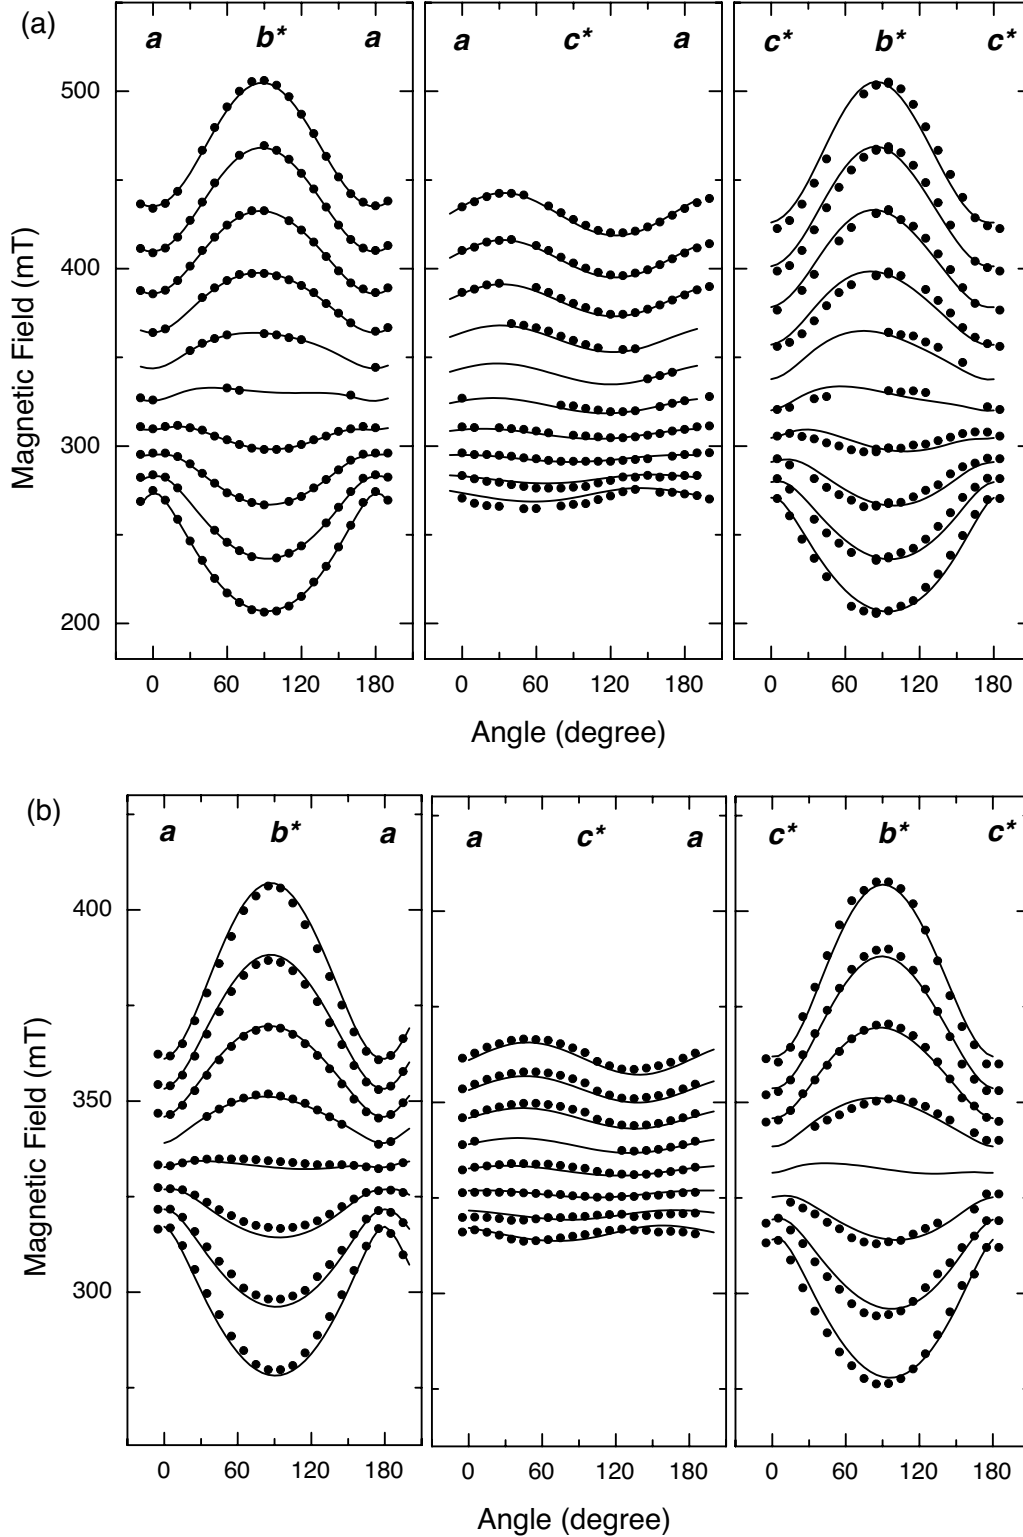 (a)
a b* a a c* a c* b* c*
500
400
300
200
Magnetic Field (mT)
0 60 120 180 0 60 120 180 0 60 120 180
Angle (degree)
(b)
a b* a a c* a c* b* c*
400
350
300
Magnetic Field (mT)
0 60 120 180 0 60 120 180 0 60 120 180
Angle (degree)